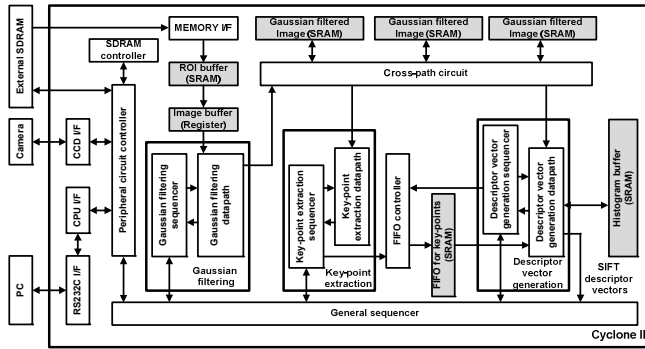 External SDRAM
MEMORY I/F
Gaussian filtered
Image (SRAM)
Gaussian filtered
Image (SRAM)
Gaussian filtered
Image (SRAM)
SDRAM
controller
ROI buffer
(SRAM)
Cross-path circuit
Image buffer
(Register)
Camera
CCD I/F
Peripheral circuit controller
Gaussian filtering
sequencer
Gaussian filtering
datapath
Key-point extraction
sequencer
Key-point
extraction datapath
FIFO controller
FIFO for key-points
(SRAM)
Descriptor vector
generation sequencer
Descriptor vector
generation datapath
Histogram buffer
(SRAM)
CPU I/F
PC
RS232C I/F
Gaussian
filtering
Key-point
extraction
Descriptor
vector
generation
SIFT
descriptor
vectors
General sequencer
Cyclone II